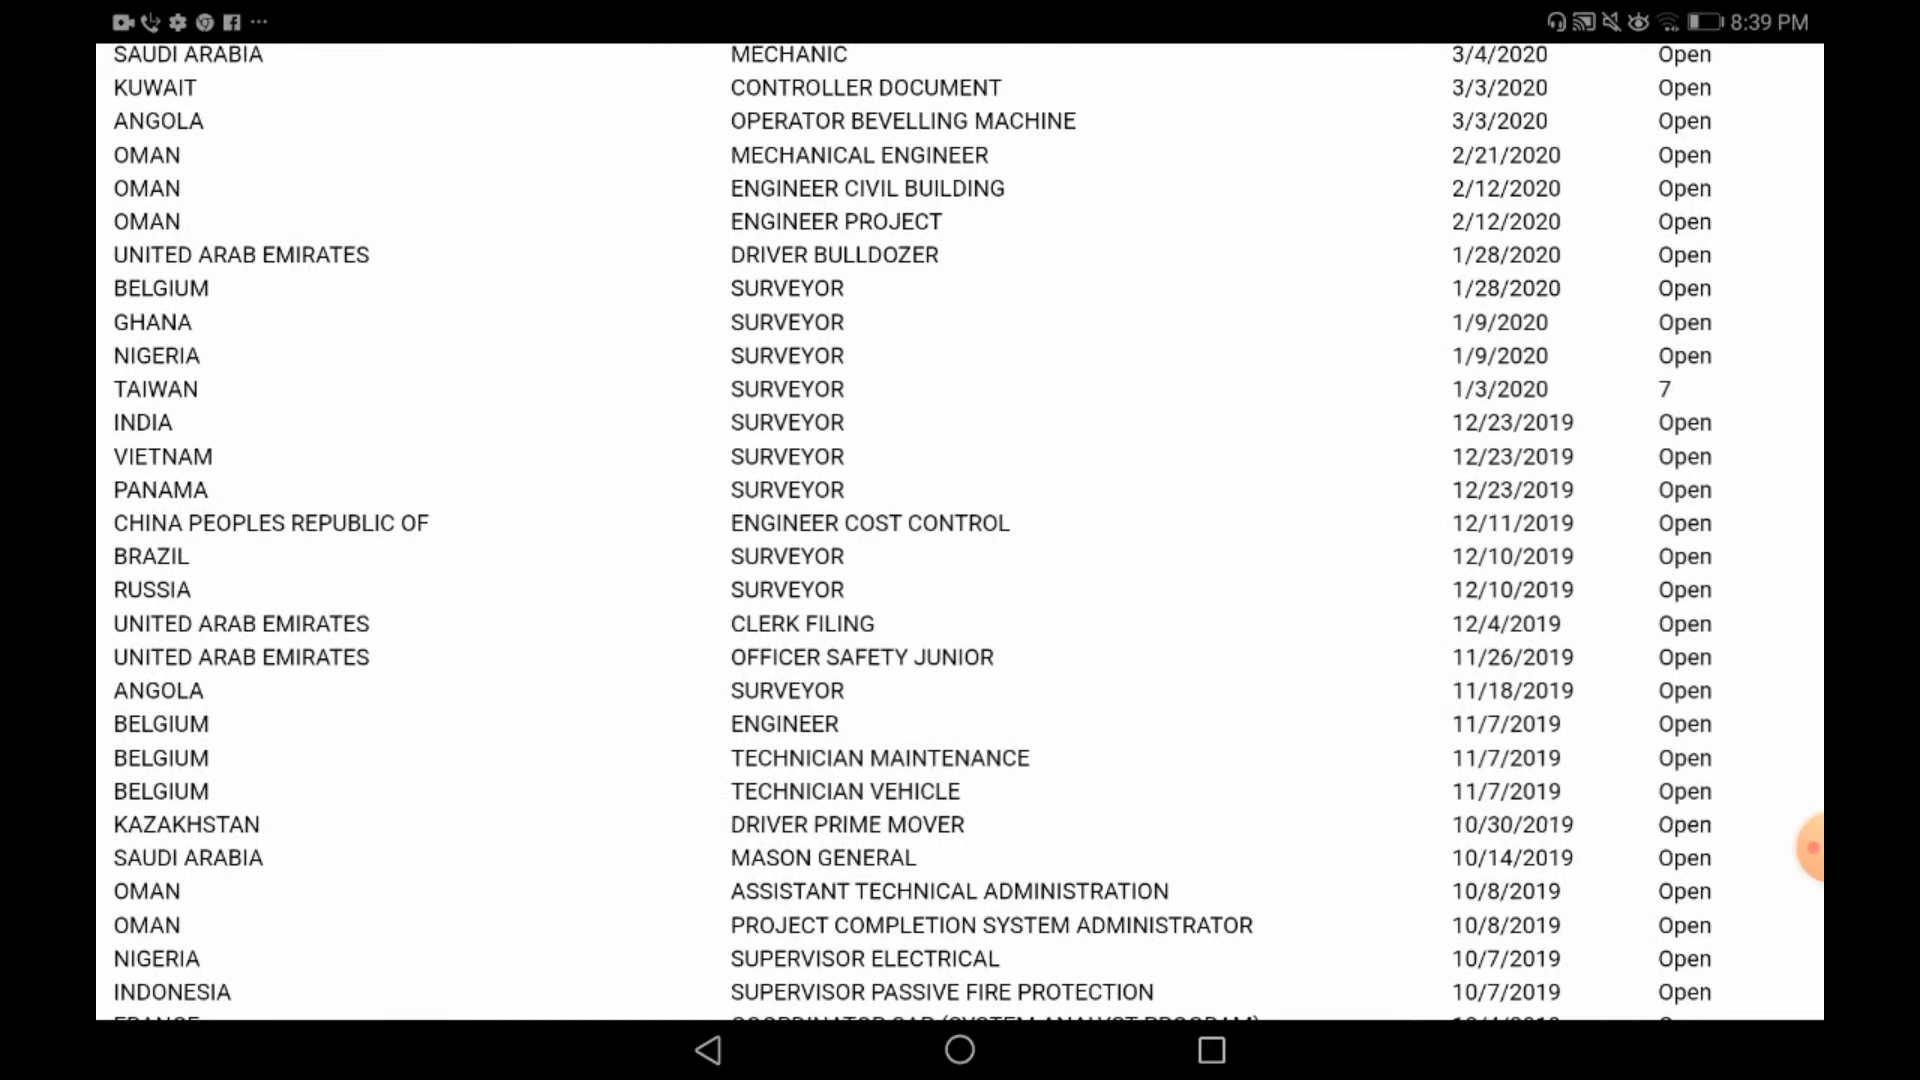 8:39 PM
SAUDI ARABIA MECHANIC 3/4/2020 Open
KUWAIT CONTROLLER DOCUMENT 3/3/2020 Open
ANGOLA OPERATOR BEVELLING MACHINE 3/3/2020 Open
OMAN MECHANICAL ENGINEER 2/21/2020 Open
OMAN ENGINEER CIVIL BUILDING 2/12/2020 Open
OMAN ENGINEER PROJECT 2/12/2020 Open
UNITED ARAB EMIRATES DRIVER BULLDOZER 1/28/2020 Open
BELGIUM SURVEYOR 1/28/2020 Open
GHANA SURVEYOR 1/9/2020 Open
NIGERIA SURVEYOR 1/9/2020 Open
TAIWAN SURVEYOR 1/3/2020 7
INDIA SURVEYOR 12/23/2019 Open
VIETNAM SURVEYOR 12/23/2019 Open
PANAMA SURVEYOR 12/23/2019 Open
CHINA PEOPLES REPUBLIC OF ENGINEER COST CONTROL 12/11/2019 Open
BRAZIL SURVEYOR 12/10/2019 Open
RUSSIA SURVEYOR 12/10/2019 Open
UNITED ARAB EMIRATES CLERK FILING 12/4/2019 Open
UNITED ARAB EMIRATES OFFICER SAFETY JUNIOR 11/26/2019 Open
ANGOLA SURVEYOR 11/18/2019 Open
BELGIUM ENGINEER 11/7/2019 Open
BELGIUM TECHNICIAN MAINTENANCE 11/7/2019 Open
BELGIUM TECHNICIAN VEHICLE 11/7/2019 Open
KAZAKHSTAN DRIVER PRIME MOVER 10/30/2019 Open
SAUDI ARABIA MASON GENERAL 10/14/2019 Open
OMAN ASSISTANT TECHNICAL ADMINISTRATION 10/8/2019 Open
OMAN PROJECT COMPLETION SYSTEM ADMINISTRATOR 10/8/2019 Open
NIGERIA SUPERVISOR ELECTRICAL 10/7/2019 Open
INDONESIA SUPERVISOR PASSIVE FIRE PROTECTION 10/7/2019 Open